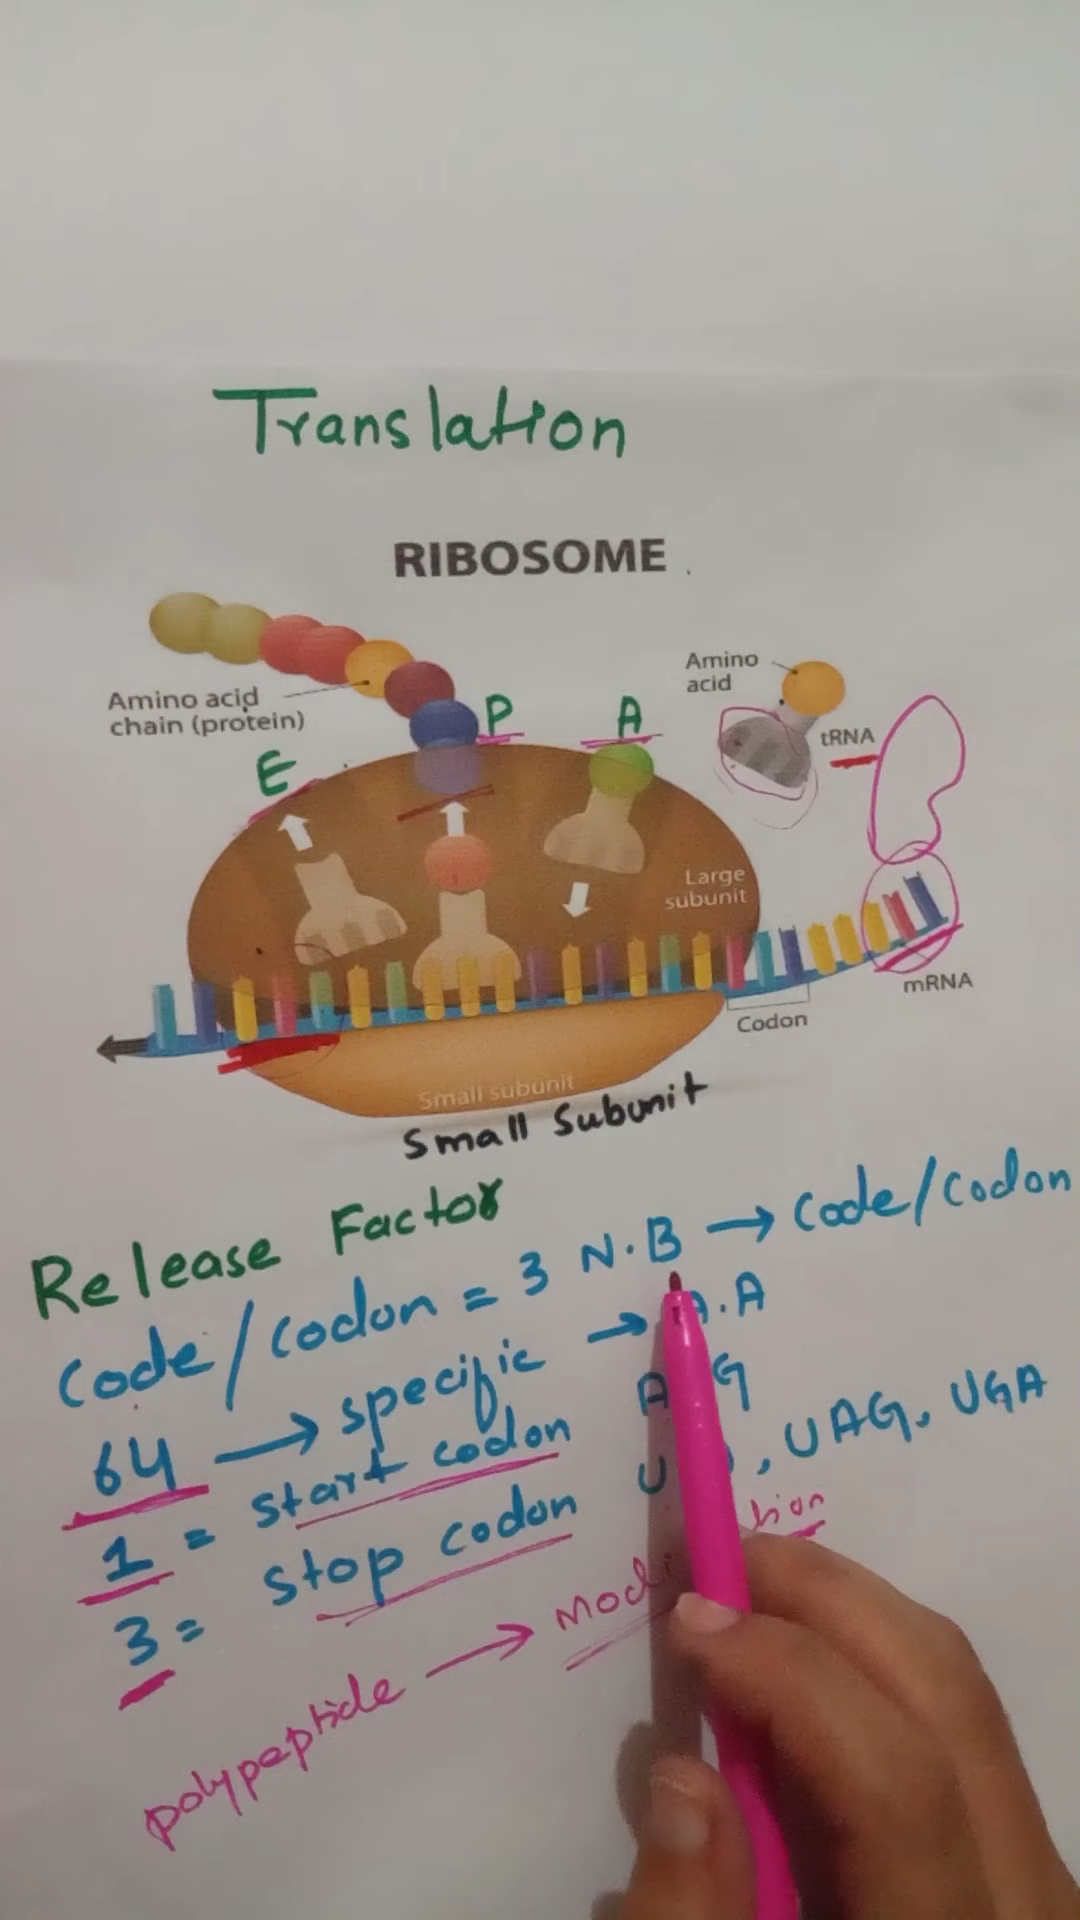 Translation
RIBOSOME
Amino acid
chain (protein)
Amino
acid
tRNA
E
P
A
Large
subunit
mRNA
Codon
Small subunit
Small Subunit
Release Factor
Code/Codon = 3 N.B → Code/Codon
64 → specific → A.A
1 = start codon
3 = stop codon , UAG, UGA
polypeptide →